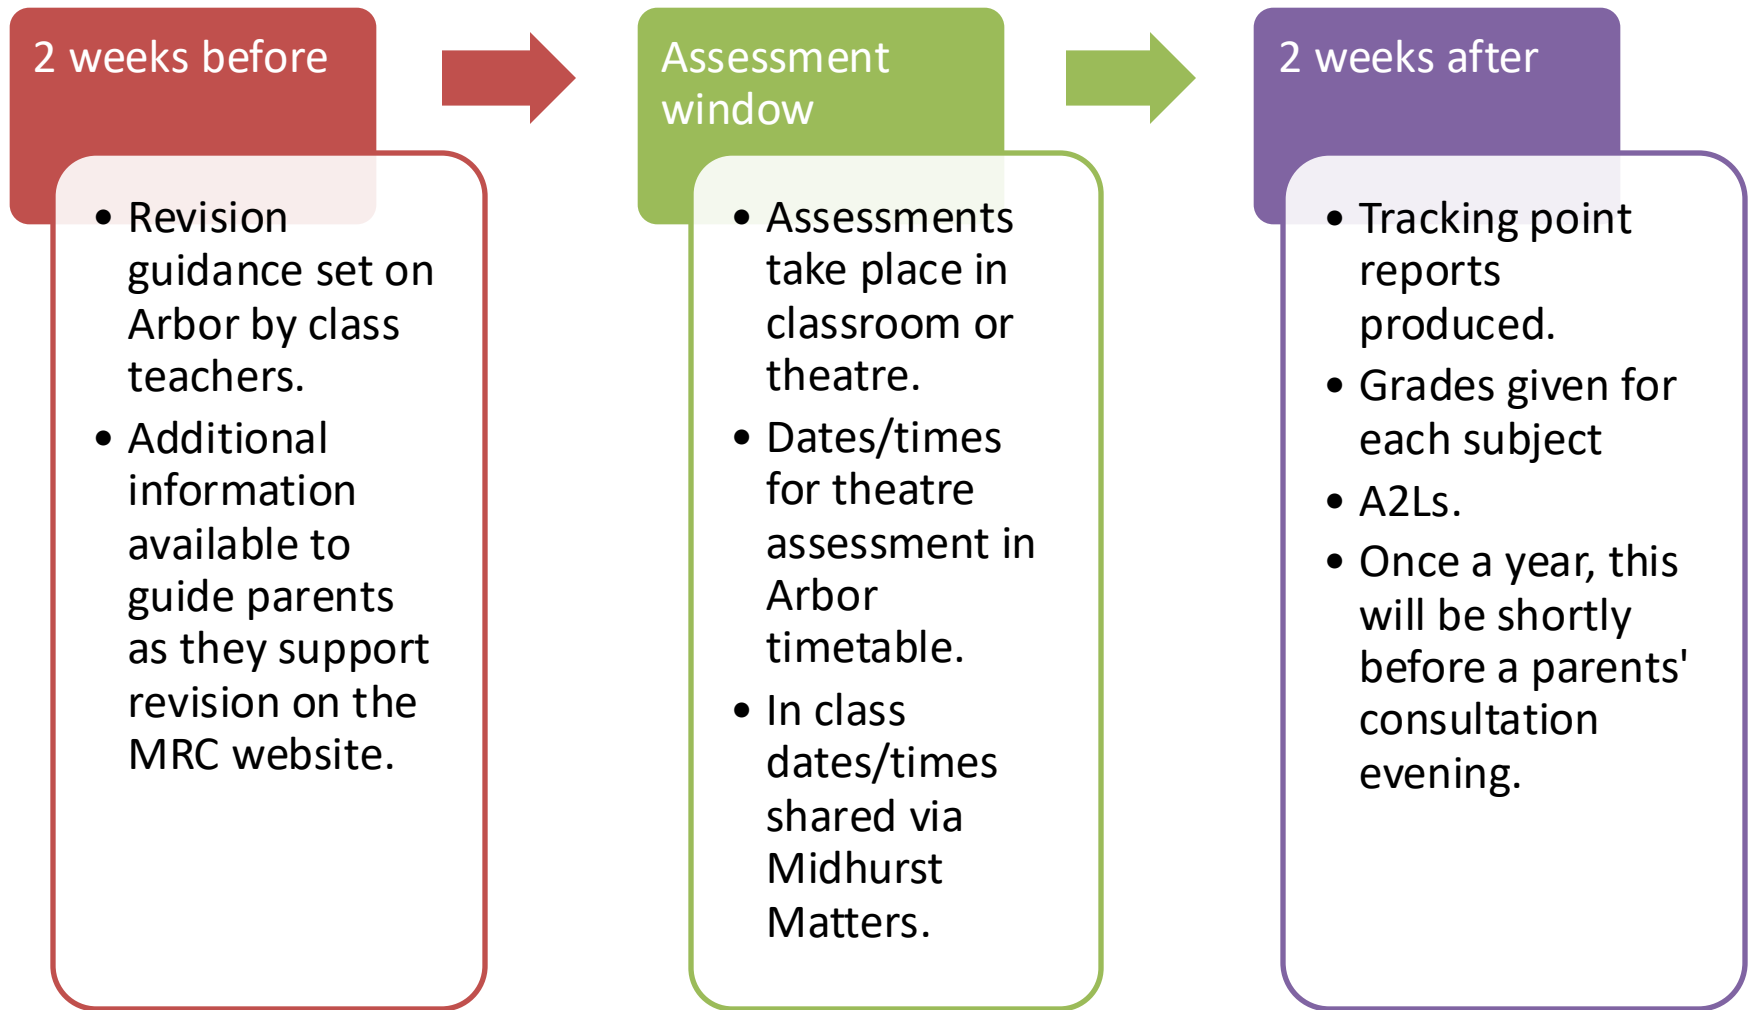 2 weeks before
• Revision
guidance set on
Arbor by class
teachers.
• Additional
information
available to
guide parents
as they support
revision on the
MRC website.
Assessment
window
• Assessments
take place in
classroom or
theatre.
• Dates/times
for theatre
assessment in
Arbor
timetable.
• In class
dates/times
shared via
Midhurst
Matters.
2 weeks after
• Tracking point
reports
produced.
• Grades given for
each subject
• A2Ls.
• Once a year, this
will be shortly
before a parents'
consultation
evening.